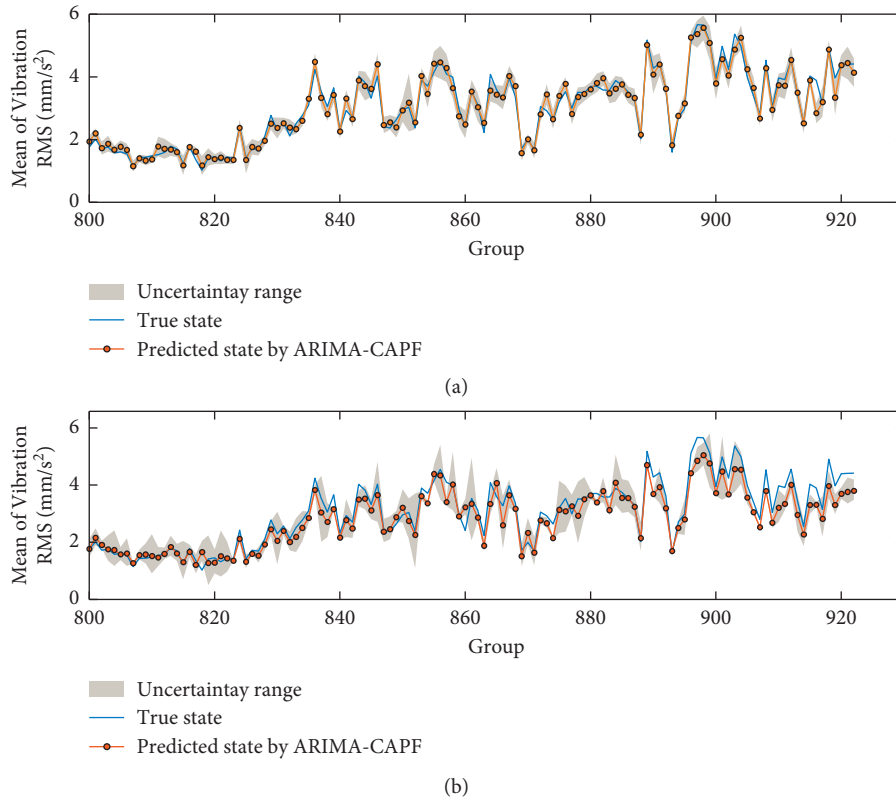 6
4
2
0
Mean of Vibration
RMS (mm/s²)
800 820 840 860 880 900 920
Group
Uncertaintay range
True state
Predicted state by ARIMA-CAPF
(a)
6
4
2
0
Mean of Vibration
RMS (mm/s²)
800 820 840 860 880 900 920
Group
Uncertaintay range
True state
Predicted state by ARIMA-CAPF
(b)